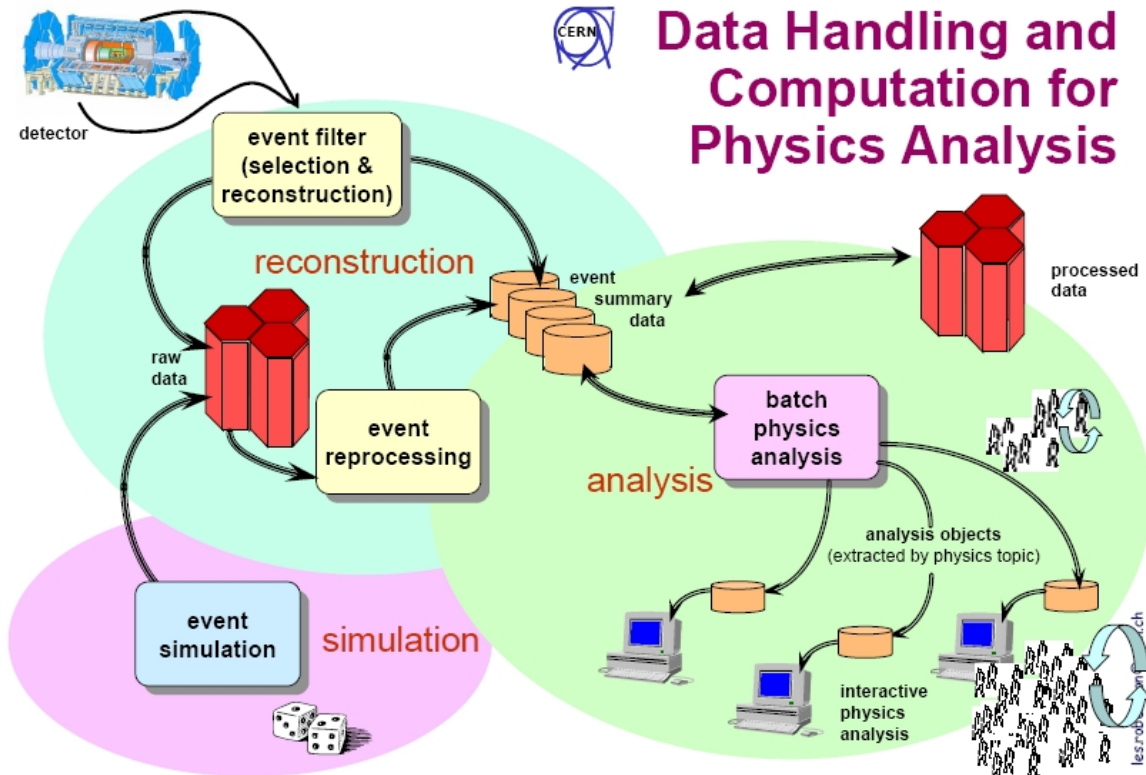 CERN
Data Handling and
Computation for
Physics Analysis
detector
event filter
(selection &
reconstruction)
reconstruction
event
summary
data
processed
data
raw
data
event
reprocessing
batch
physics
analysis
analysis
analysis objects
(extracted by physics topic)
event
simulation
simulation
interactive
physics
analysis